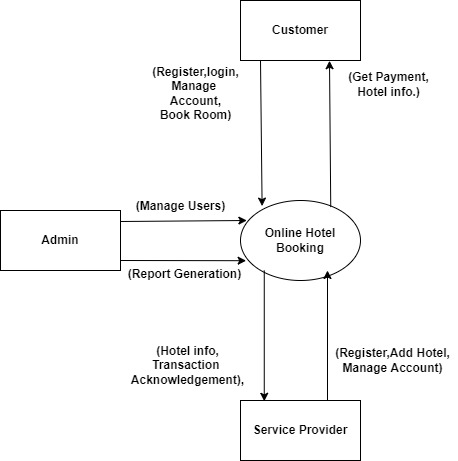 Customer
(Register,login,
Manage
Account,
Book Room)
(Get Payment,
Hotel info.)
(Manage Users)
Admin
Online Hotel
Booking
(Report Generation)
(Hotel info,
Transaction
Acknowledgement),
(Register,Add Hotel,
Manage Account)
Service Provider